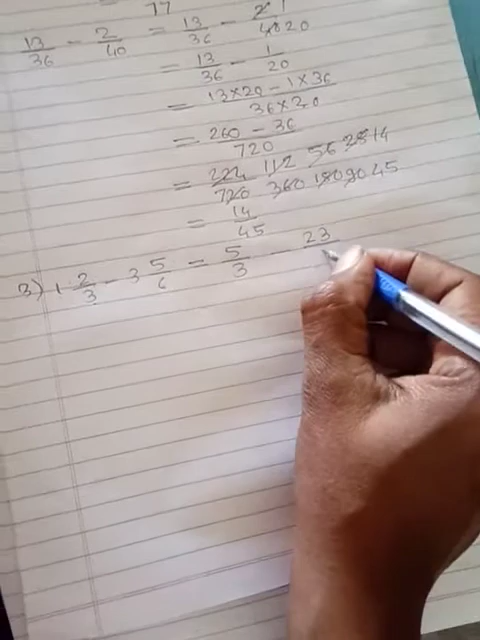 77
13/36 - 2/40 = 13/36 - 2 1/40 20
= 13/36 - 1/20
= 13×20 - 1×36/36×20
= 260 - 36/720
= 224 112 56 28 14/720 360 180 90 45
= 14/45
3) 1 2/3 - 3 5/6 = 5/3 - 23